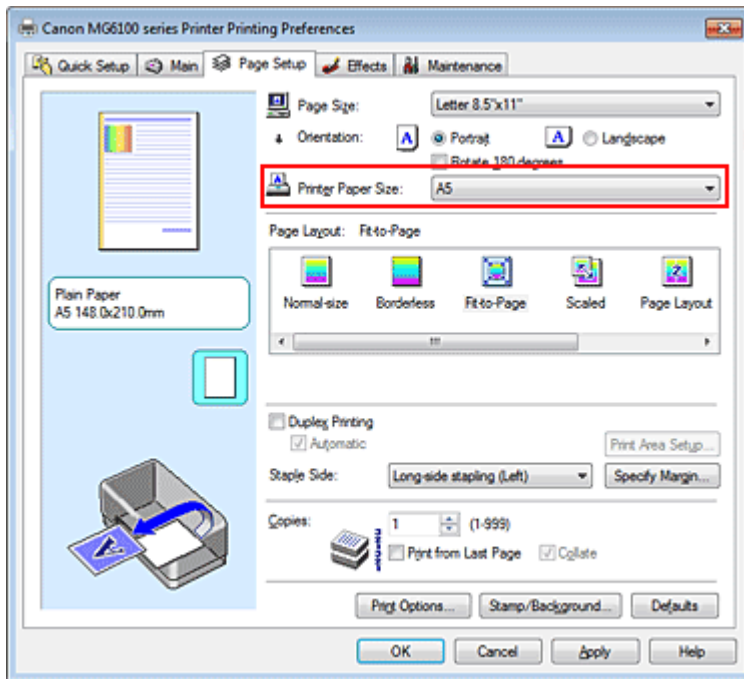 Canon MG6100 series Printer Printing Preferences
Quick Setup Main Page Setup Effects Maintenance
Page Size: Letter 8.5"x11"
Orientation: A Portrait A Landscape
Rotate 180 degrees
Printer Paper Size: A5
Page Layout: Fit-to-Page
Normal-size Borderless Fit-to-Page Scaled Page Layout
Plain Paper
A5 148.0x210.0mm
Duplex Printing
Automatic Print Area Setup...
Staple Side: Long-side stapling (Left) Specify Margin...
Copies: 1 (1-999)
Print from Last Page Collate
Print Options... Stamp/Background... Defaults
OK Cancel Apply Help